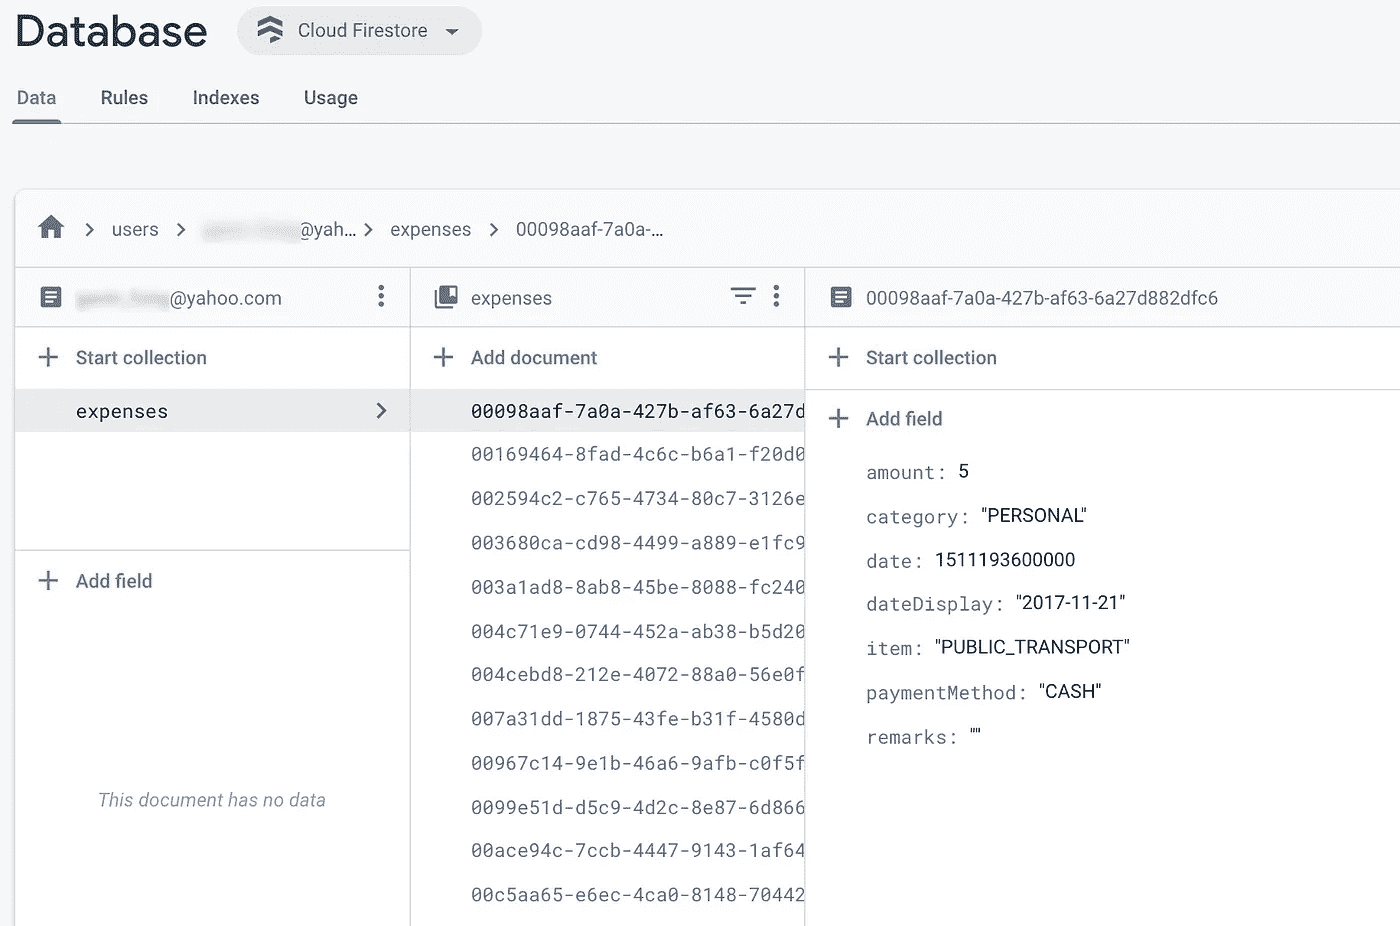 Database
Cloud Firestore
Data Rules Indexes Usage
users @yah... expenses 00098aaf-7a0a-...
@yahoo.com
Start collection
expenses
Add field
This document has no data
expenses
Add document
00098aaf-7a0a-427b-af63-6a27d
00169464-8fad-4c6c-b6a1-f20d0
002594c2-c765-4734-80c7-3126e
003680ca-cd98-4499-a889-e1fc9
003a1ad8-8ab8-45be-8088-fc240
004c71e9-0744-452a-ab38-b5d20
004cebd8-212e-4072-88a0-56e0f
007a31dd-1875-43fe-b31f-4580d
00967c14-9e1b-46a6-9afb-c0f5f
0099e51d-d5c9-4d2c-8e87-6d866
00ace94c-7ccb-4447-9143-1af64
00c5aa65-e6ec-4ca0-8148-70442
00098aaf-7a0a-427b-af63-6a27d882dfc6
Start collection
Add field
amount: 5
category: "PERSONAL"
date: 1511193600000
dateDisplay: "2017-11-21"
item: "PUBLIC_TRANSPORT"
paymentMethod: "CASH"
remarks: ""